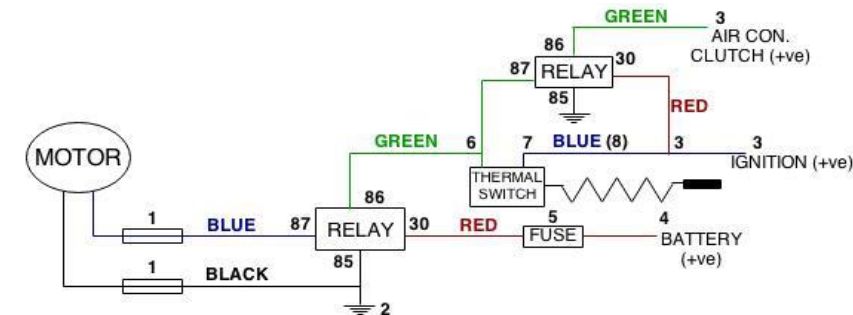 GREEN 3
AIR CON.
CLUTCH (+ve)
86
87 RELAY 30
85
RED
GREEN 6 7 BLUE (8) 3 3
IGNITION (+ve)
MOTOR
THERMAL
SWITCH
86
1 BLUE 87 RELAY 30 RED 5 4
FUSE
BATTERY
(+ve)
85
1 BLACK
2